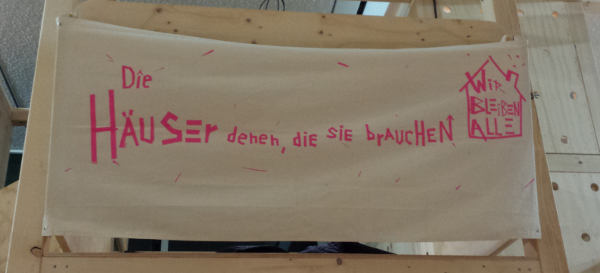 Die
HÄUSEr denen, die sie brAUCHEN
WIR
BLEIBEN
ALLE